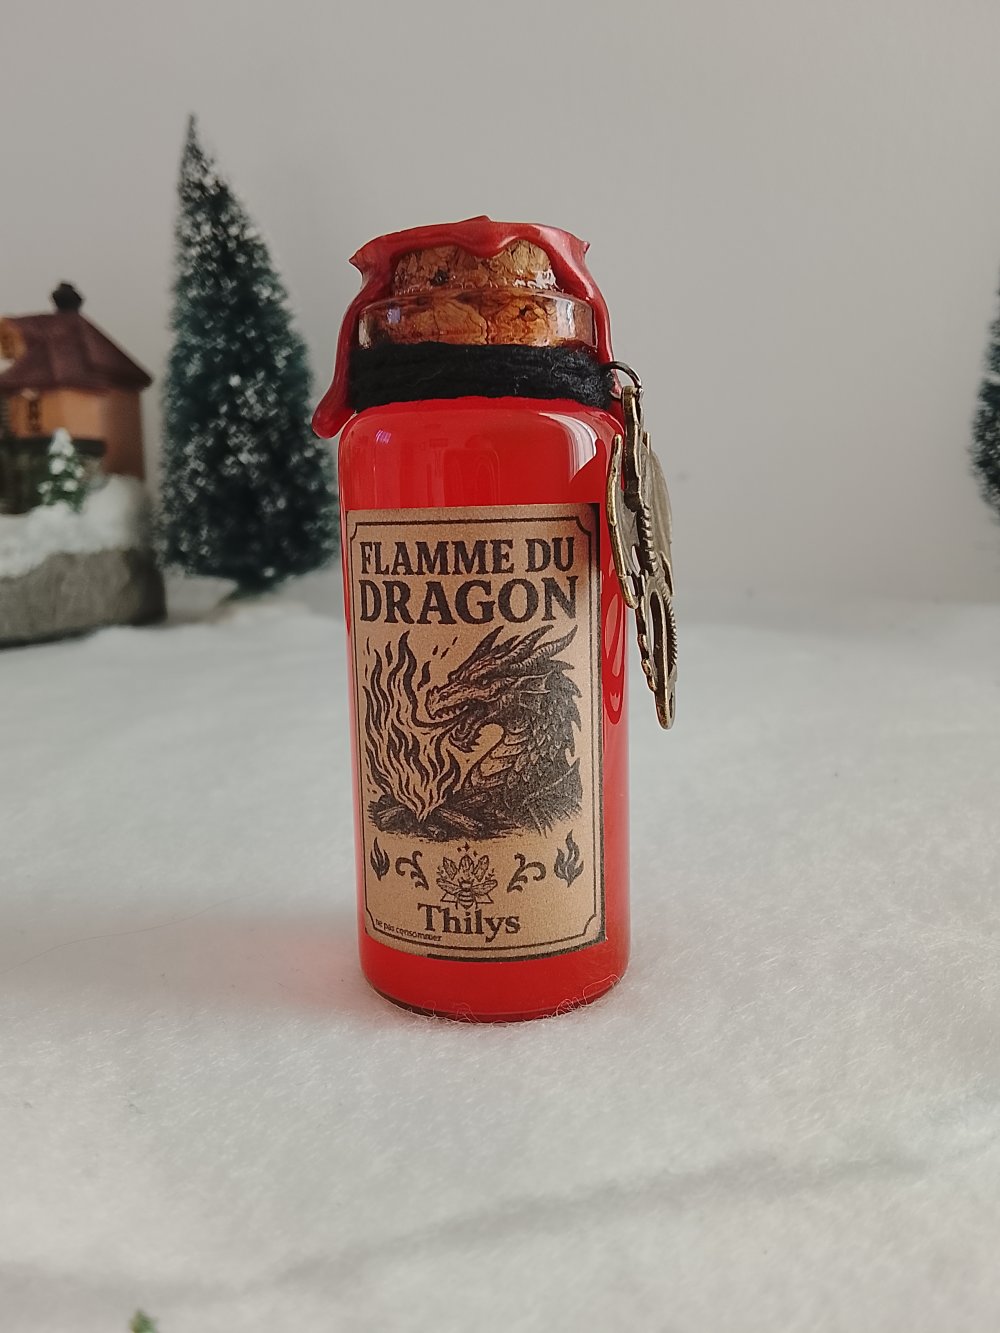 FLAMME DU
DRAGON
Thilys
ne pas consommer